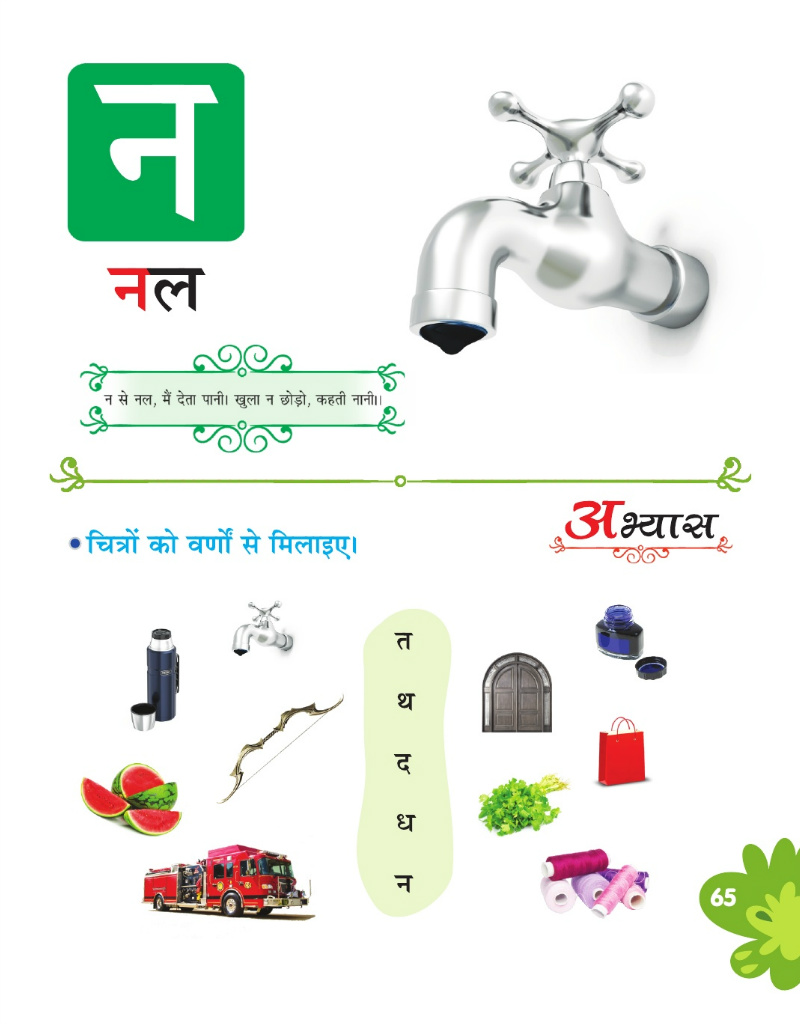 न
नल
न से नल, मैं देता पानी। खुला न छोड़ो, कहती नानी।।
अभ्यास
चित्रों को वर्णों से मिलाइए।
त
थ
द
ध
न
65